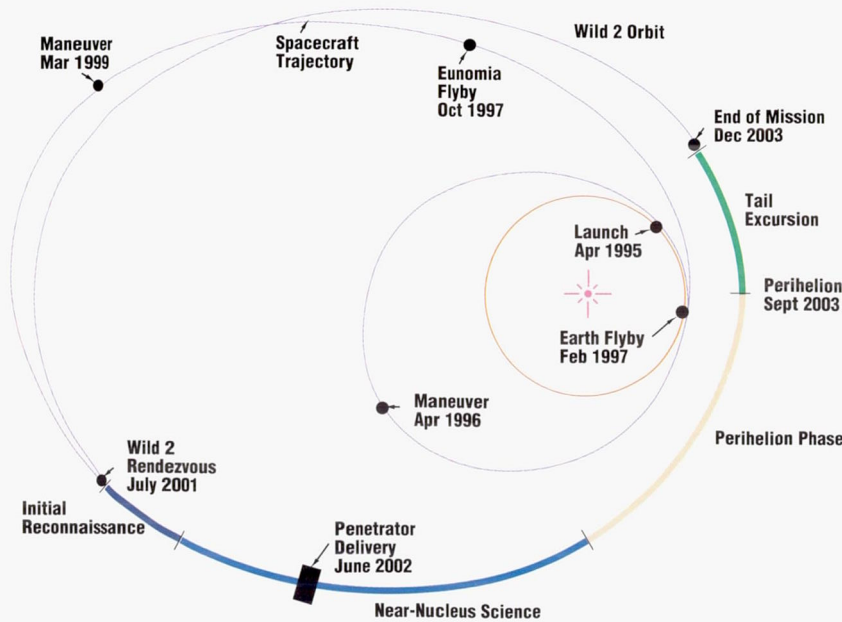 Wild 2 Orbit
Maneuver
Mar 1999
Spacecraft
Trajectory
Eunomia
Flyby
Oct 1997
End of Mission
Dec 2003
Tail
Excursion
Launch
Apr 1995
Perihelion
Sept 2003
Earth Flyby
Feb 1997
Maneuver
Apr 1996
Perihelion Phase
Wild 2
Rendezvous
July 2001
Initial
Reconnaissance
Penetrator
Delivery
June 2002
Near-Nucleus Science